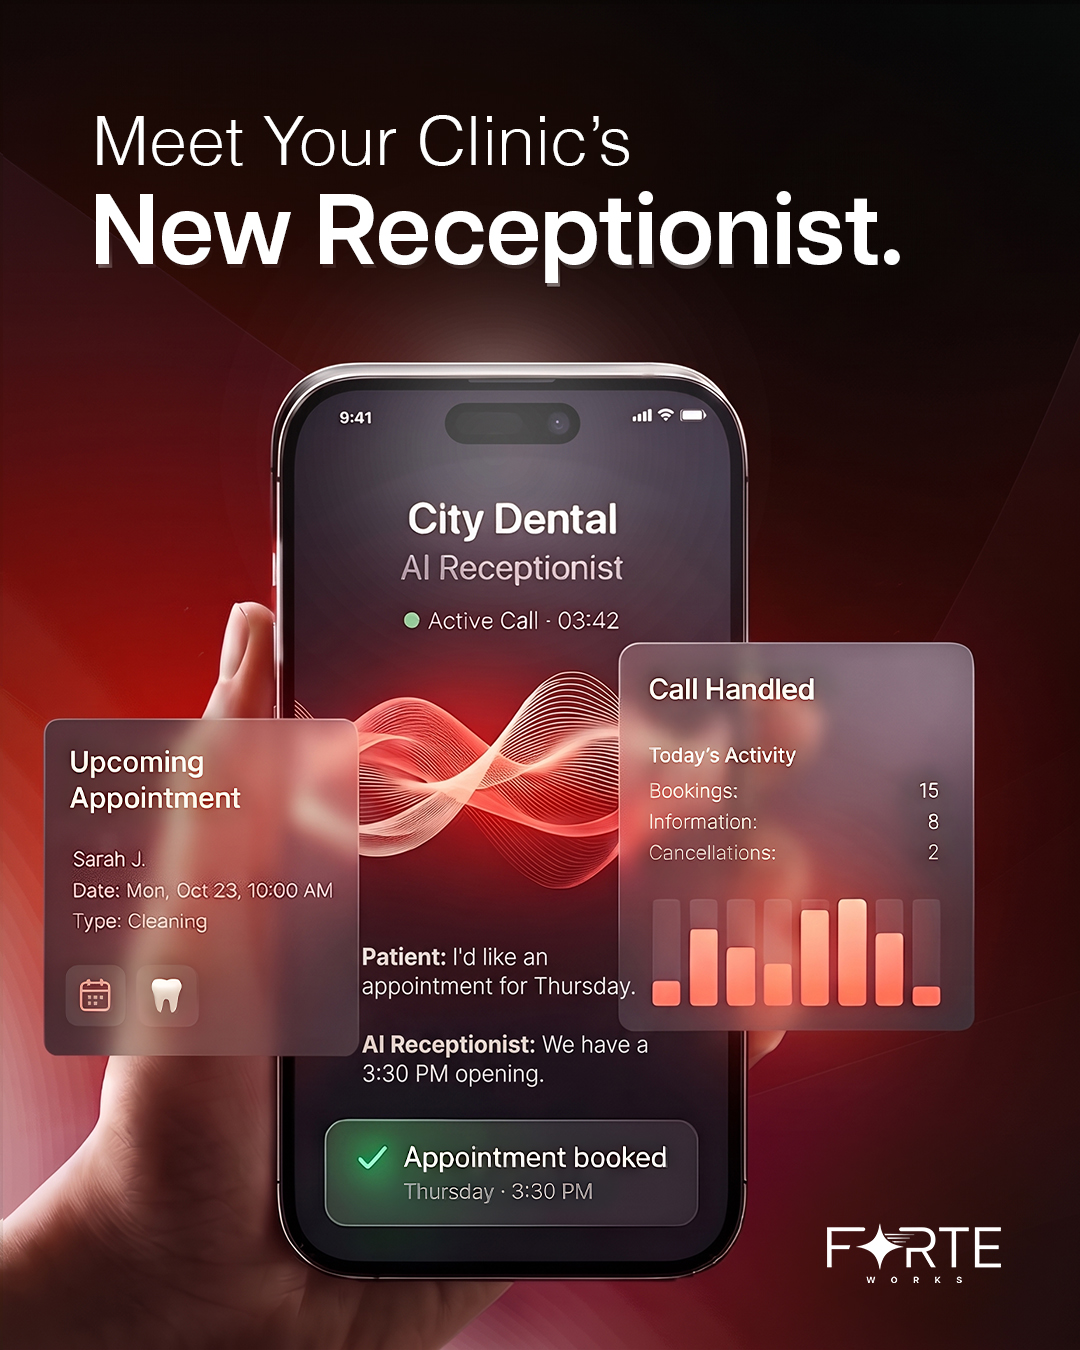 Meet Your Clinic’s
New Receptionist.
9:41
City Dental
AI Receptionist
Active Call · 03:42
Upcoming
Appointment
Sarah J.
Date: Mon, Oct 23, 10:00 AM
Type: Cleaning
Call Handled
Today’s Activity
Bookings: 15
Information: 8
Cancellations: 2
Patient: I'd like an
appointment for Thursday.
AI Receptionist: We have a
3:30 PM opening.
Appointment booked
Thursday · 3:30 PM
FORTE
WORKS